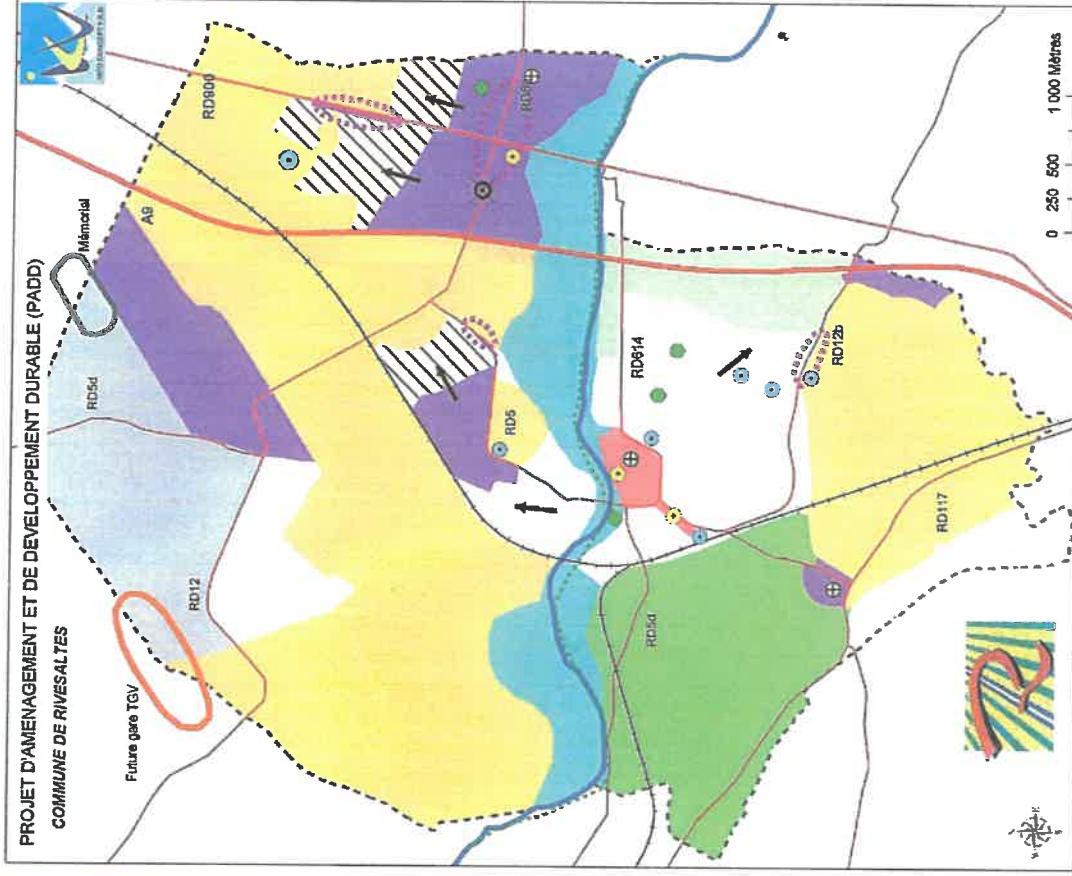 PROJET D'AMENAGEMENT ET DE DEVELOPPEMENT DURABLE (PADD)
COMMUNE DE RIVESALTES
Future gare TGV
Mémorial
RD5d
RD12
A9
RD900
RD5
RD614
RD12b
RD5d
RD117
0 250 500 1 000 Mètres